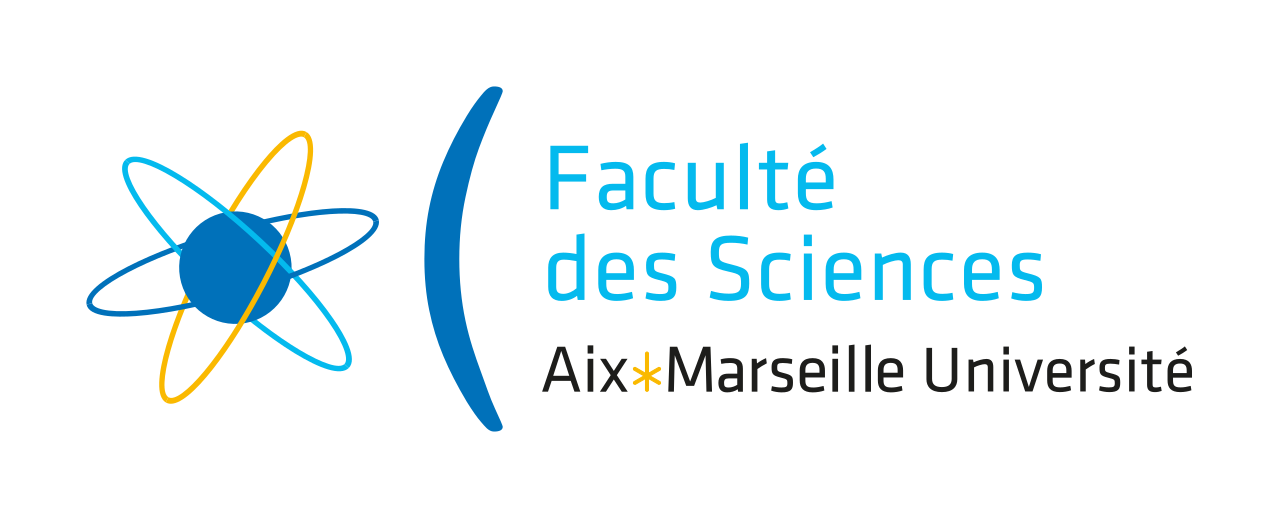 Faculté
des Sciences
Aix*Marseille Université